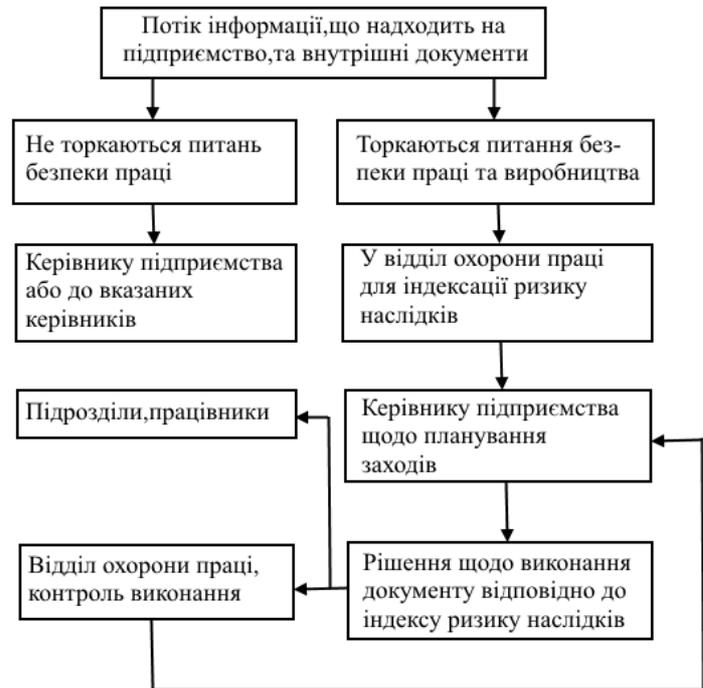 Потік інформації,що надходить на
підприємство,та внутрішні документи
Не торкаються питань
безпеки праці
Торкаються питання без-
пеки праці та виробництва
Керівнику підприємства
або до вказаних
керівників
У відділ охорони праці
для індексації ризику
наслідків
Підрозділи,працівники
Керівнику підприємства
щодо планування
заходів
Відділ охорони праці,
контроль виконання
Рішення щодо виконання
документу відповідно до
індексу ризику наслідків